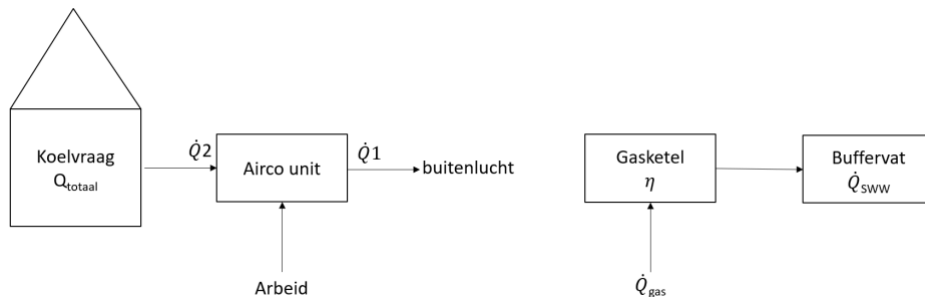 Koelvraag
Q_totaal
Q̇2
Airco unit
Q̇1
buitenlucht
Arbeid
Gasketel
η
Q̇_gas
Buffervat
Q̇_SWW